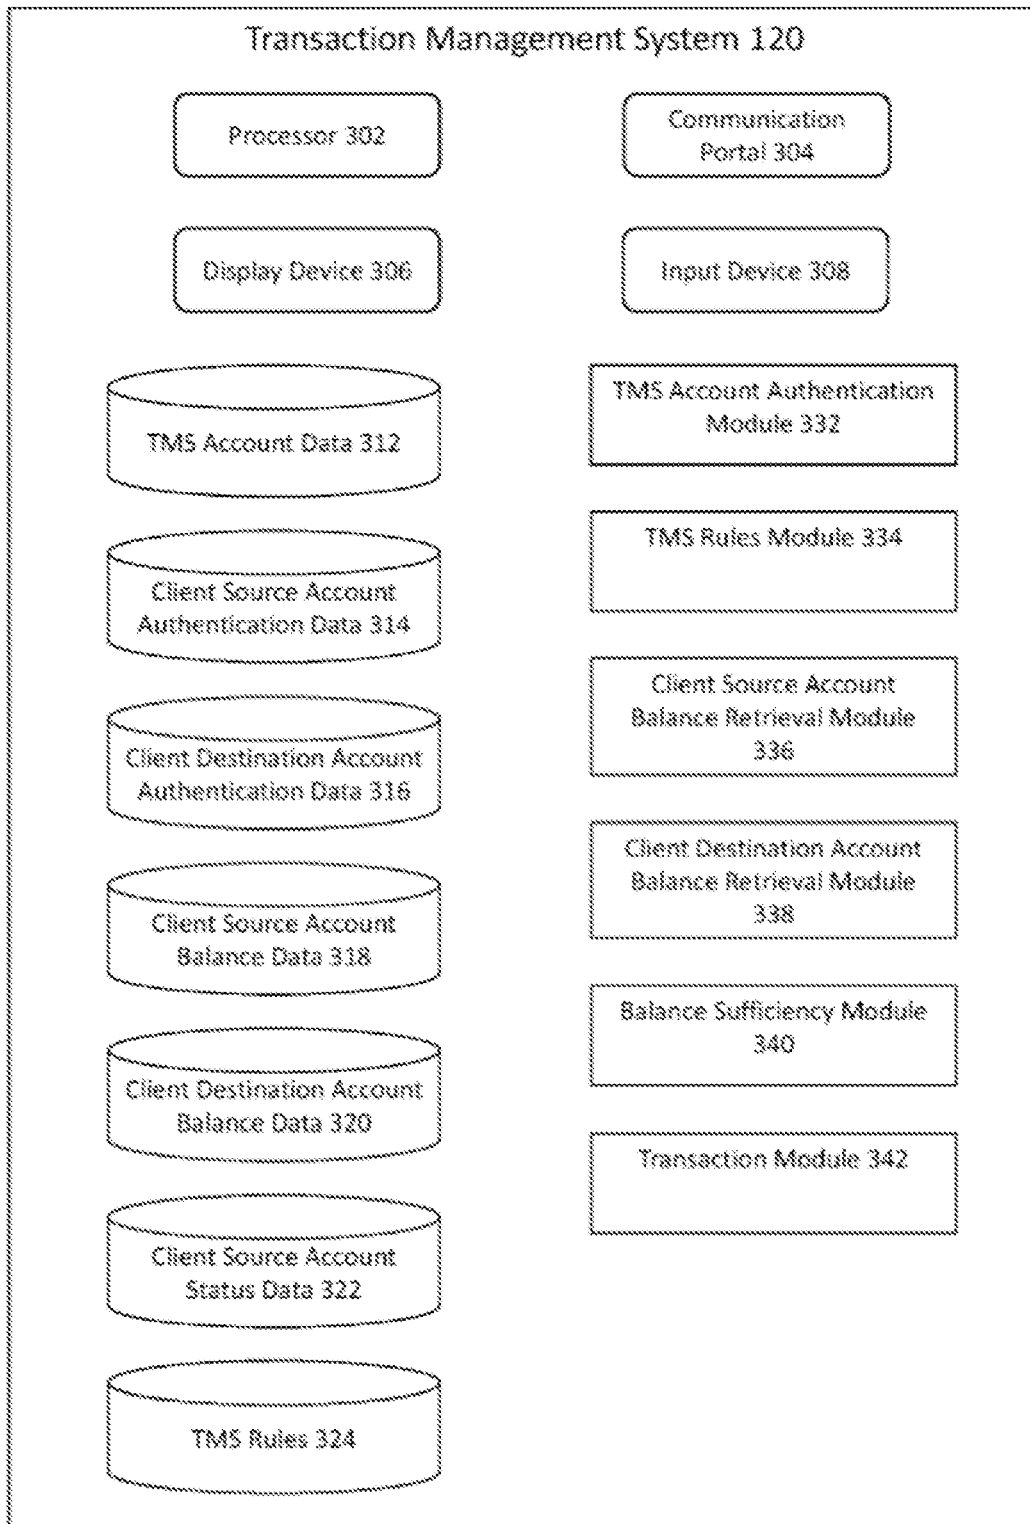 Transaction Management System 120
Processor 302
Communication
Portal 304
Display Device 306
Input Device 308
TMS Account Data 312
Client Source Account
Authentication Data 314
Client Destination Account
Authentication Data 316
Client Source Account
Balance Data 318
Client Destination Account
Balance Data 320
Client Source Account
Status Data 322
TMS Rules 324
TMS Account Authentication
Module 332
TMS Rules Module 334
Client Source Account
Balance Retrieval Module
336
Client Destination Account
Balance Retrieval Module
338
Balance Sufficiency Module
340
Transaction Module 342